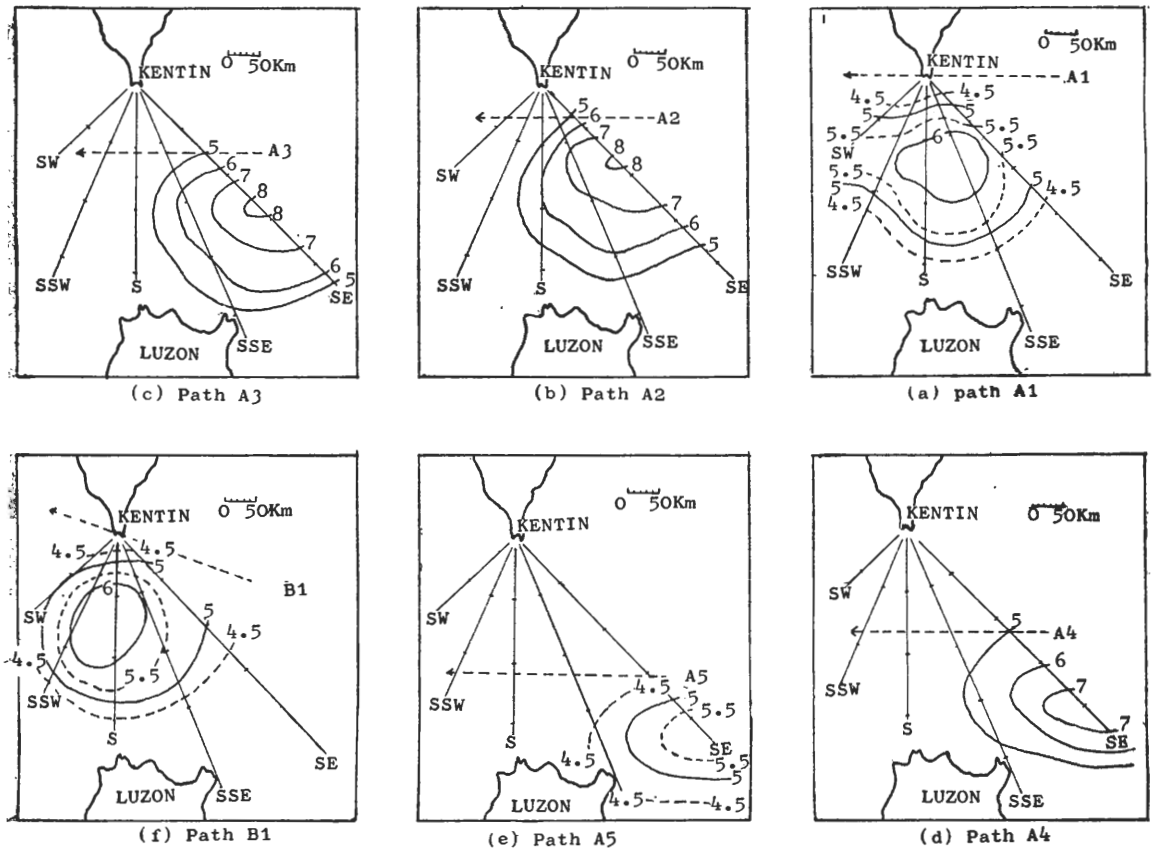 KENTIN
0 50Km
5
6
7
8
8
7
6
5
A3
SW
SSW
S
SE
SSE
LUZON
(c) Path A3
KENTIN
0 50Km
5
6
7
8
8
7
6
5
A2
SW
SSW
S
SE
SSE
LUZON
(b) Path A2
KENTIN
0 50Km
A1
4.5
4.5
5
5
5.5
5.5
5.5
6
SW
5.5
5
4.5
5
4.5
SSW
S
SE
SSE
LUZON
(a) path A1
KENTIN
0 50Km
4.5
4.5
5
B1
6
SW
5
4.5
4.5
5.5
SSW
S
SE
SSE
LUZON
(f) Path B1
KENTIN
0 50Km
SW
A5
4.5
5
5.5
SSW
S
4.5
SE
5.5
5
4.5
4.5
LUZON
(e) Path A5
KENTIN
0 50Km
SW
5
A4
6
7
7
SSW
S
SE
SSE
LUZON
(d) Path A4